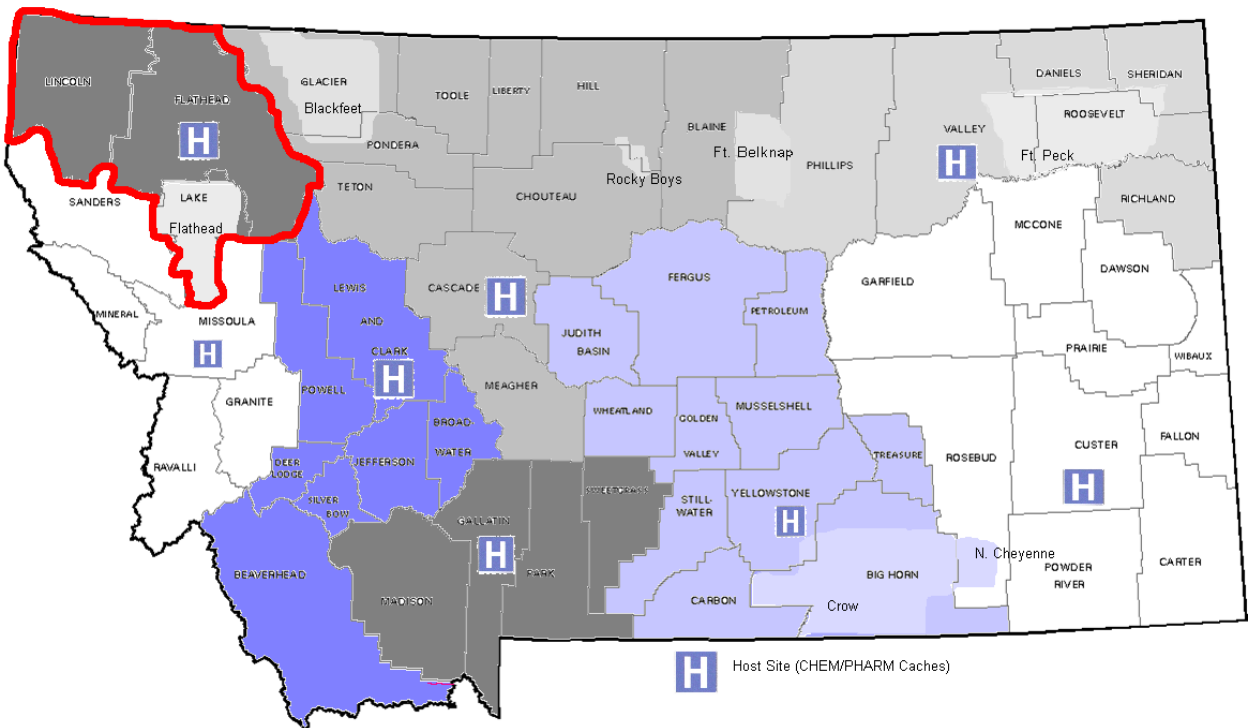 LINCOLN
FLATHEAD
H
GLACIER
Blackfeet
TOOLE
LIBERTY
HILL
PONDERA
BLAINE
Ft. Belknap
PHILLIPS
VALLEY
H
DANIELS
SHERIDAN
ROOSEVELT
Ft. Peck
RICHLAND
SANDERS
LAKE
Flathead
TETON
CHOUTEAU
Rocky Boys
MCCONE
DAWSON
GARFIELD
PRAIRIE
WIBAUX
MINERAL
MISSOULA
H
LEWIS
AND
CLARK
H
CASCADE
H
JUDITH
BASIN
FERGUS
PETROLEUM
POWELL
GRANITE
RAVALLI
MEAGHER
BROAD-
WATER
JEFFERSON
DEER
LODGE
SILVER
BOW
WHEATLAND
GOLDEN
VALLEY
MUSSELSHELL
TREASURE
ROSEBUD
CUSTER
H
FALLON
BEAVERHEAD
MADISON
GALLATIN
H
PARK
SWEETGRASS
STILL-
WATER
YELLOWSTONE
H
CARBON
BIG HORN
Crow
N. Cheyenne
POWDER
RIVER
CARTER
H Host Site (CHEM/PHARM Caches)